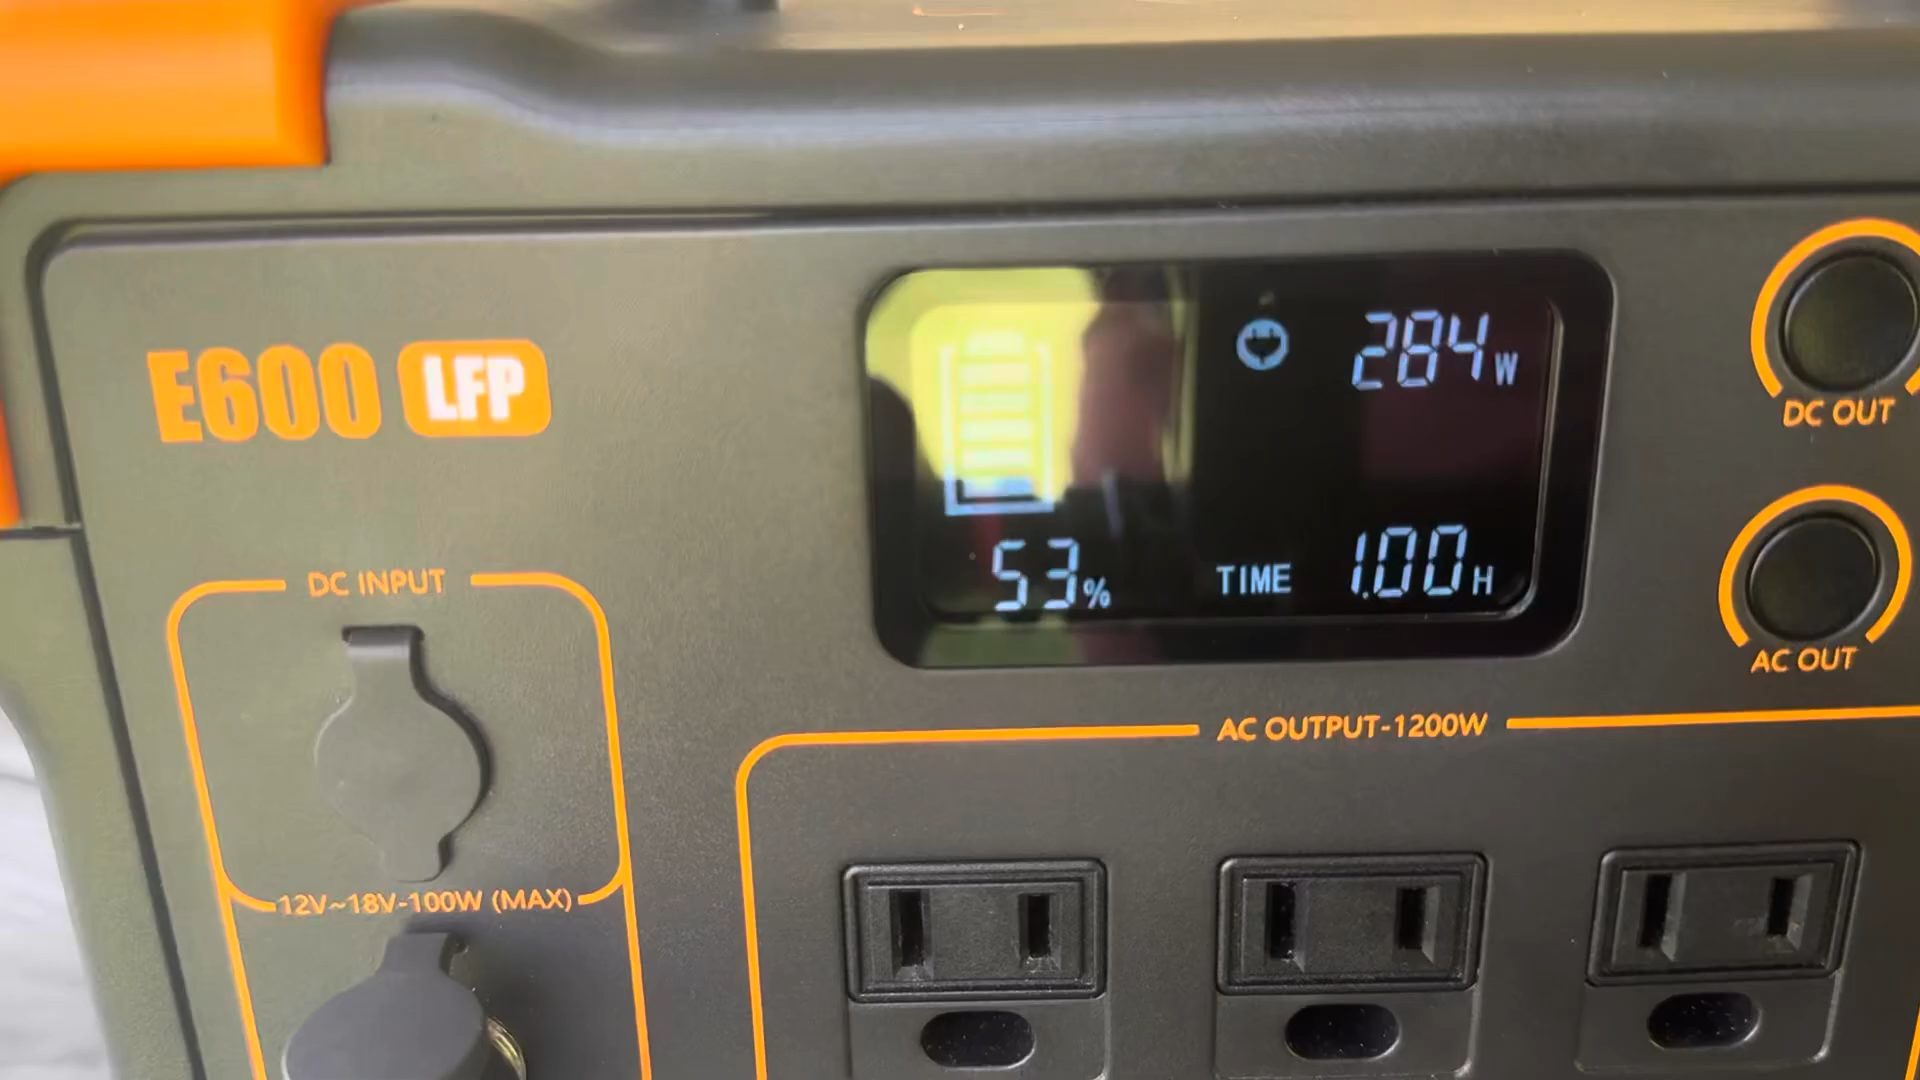 E600 LFP
284W
53%
TIME 1.00H
DC OUT
AC OUT
DC INPUT
12V~18V-100W (MAX)
AC OUTPUT-1200W